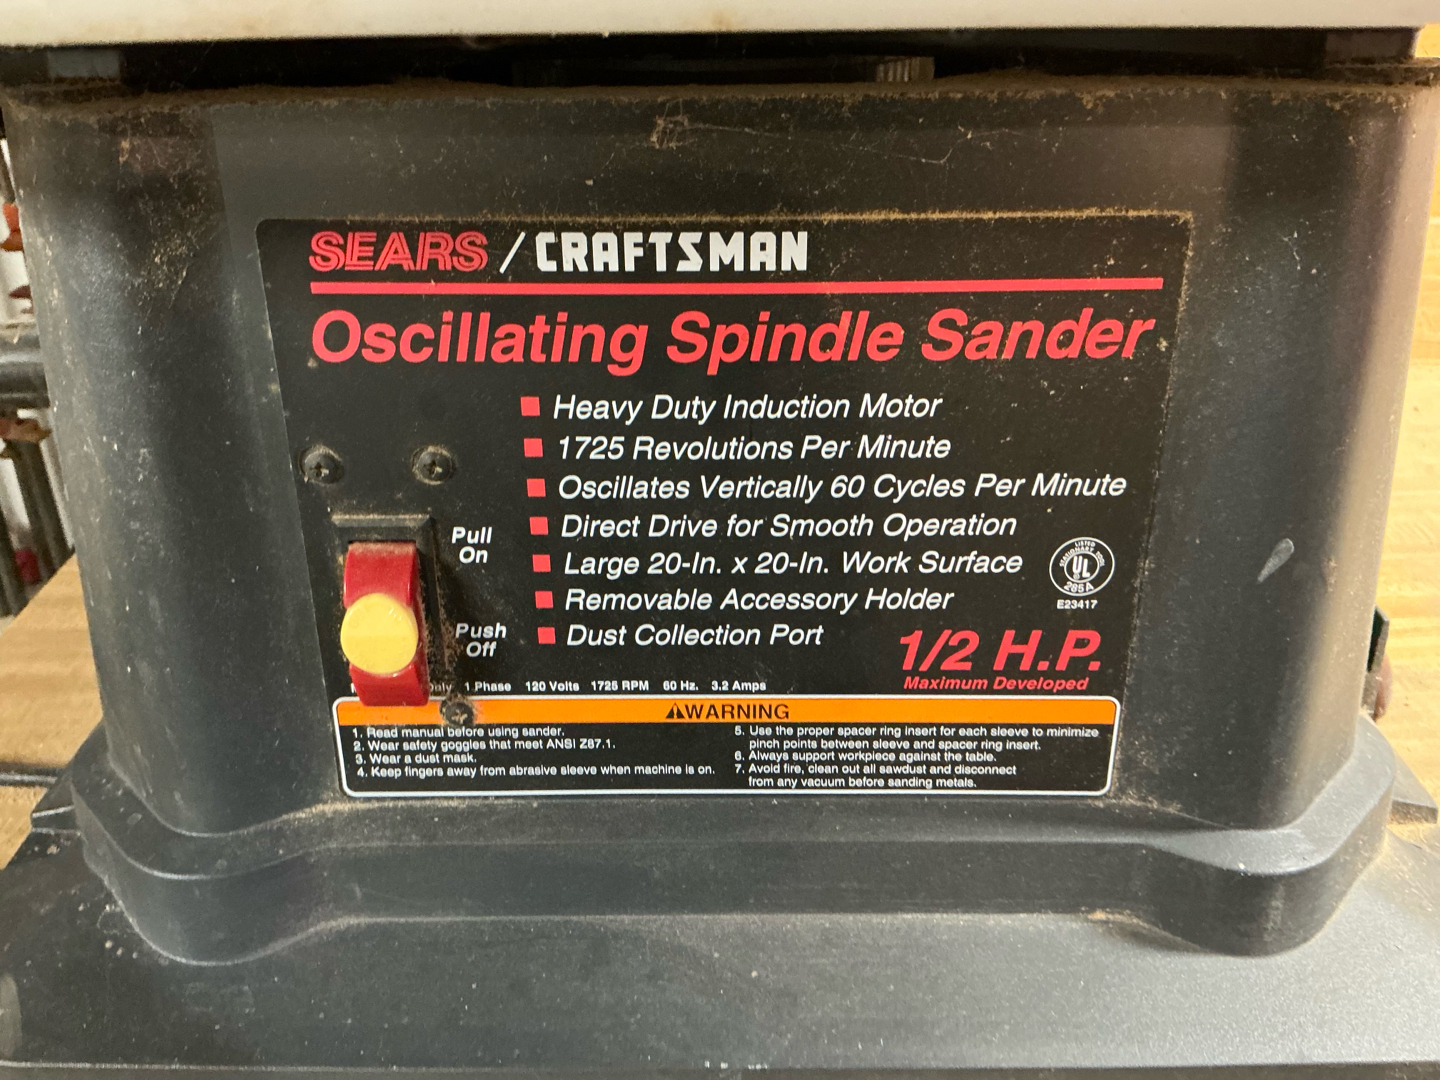 SEARS / CRAFTSMAN
Oscillating Spindle Sander
Heavy Duty Induction Motor
1725 Revolutions Per Minute
Oscillates Vertically 60 Cycles Per Minute
Direct Drive for Smooth Operation
Large 20-In. x 20-In. Work Surface
Removable Accessory Holder
Dust Collection Port
Pull
On
Push
Off
LISTED
STATIONARY TOOL
UL
285A
E23417
1/2 H.P.
Maximum Developed
1 Phase 120 Volts 1725 RPM 60 Hz. 3.2 Amps
WARNING
1. Read manual before using sander.
2. Wear safety goggles that meet ANSI Z87.1.
3. Wear a dust mask.
4. Keep fingers away from abrasive sleeve when machine is on.
5. Use the proper spacer ring insert for each sleeve to minimize
pinch points between sleeve and spacer ring insert.
6. Always support workpiece against the table.
7. Avoid fire, clean out all sawdust and disconnect
from any vacuum before sanding metals.